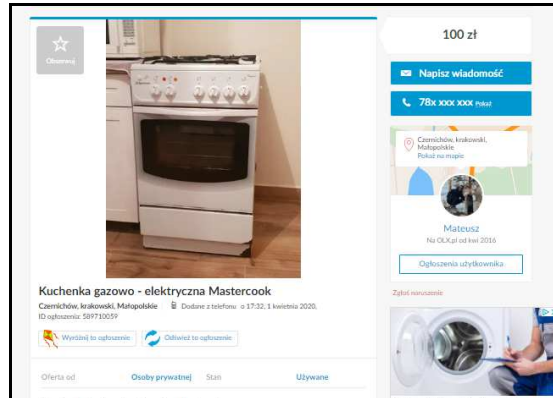 Obserwuj
100 zł
Napisz wiadomość
78x xxx xxx Pokaż
Czernichów, krakowski,
Małopolskie
Pokaż na mapie
Mateusz
Na OLX.pl od kwi 2016
Ogłoszenia użytkownika
Zgłoś naruszenie
Kuchenka gazowo - elektryczna Mastercook
Czernichów, krakowski, Małopolskie Dodane z telefonu o 17:32, 1 kwietnia 2020,
ID ogłoszenia: 589710059
Wyróżnij to ogłoszenie Odśwież to ogłoszenie
Oferta od Osoby prywatnej Stan Używane